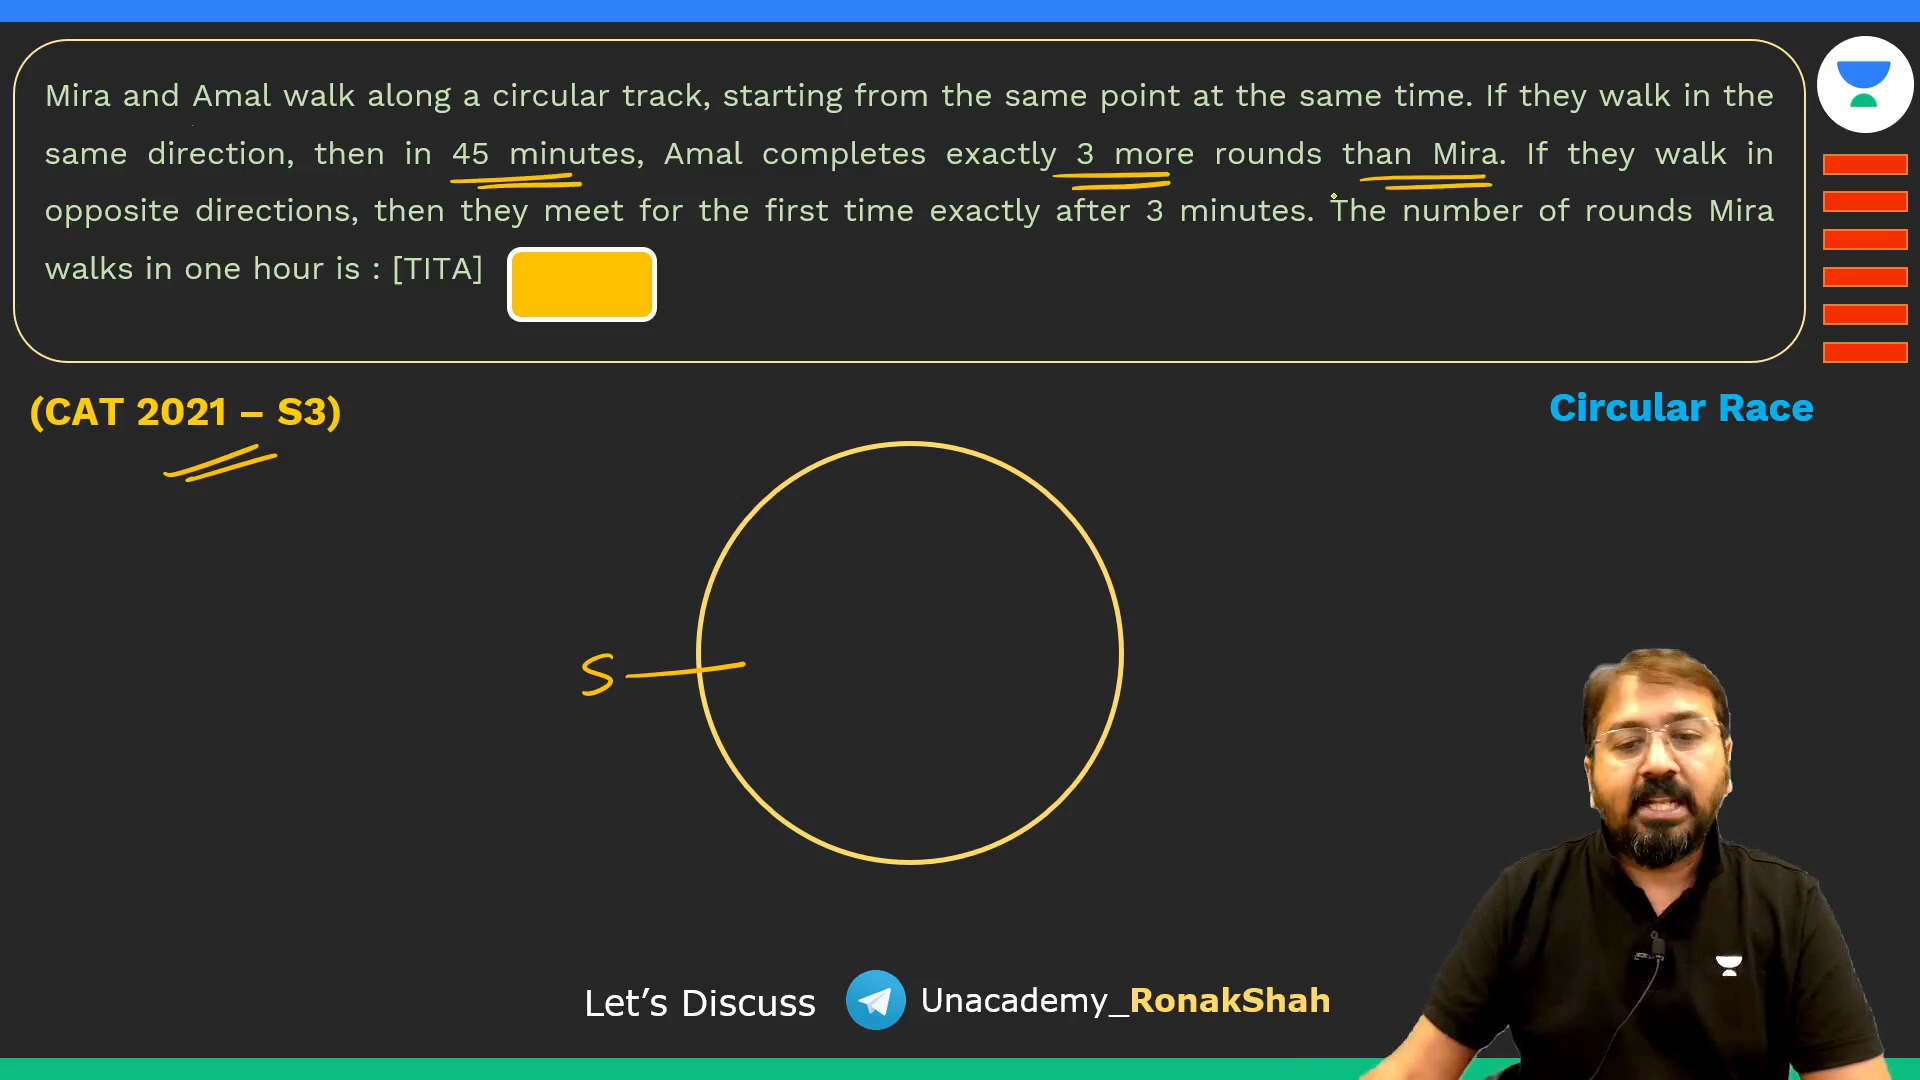 Mira and Amal walk along a circular track, starting from the same point at the same time. If they walk in the
same direction, then in 45 minutes, Amal completes exactly 3 more rounds than Mira. If they walk in
opposite directions, then they meet for the first time exactly after 3 minutes. The number of rounds Mira
walks in one hour is : [TITA]
(CAT 2021 – S3)
Circular Race
S
Let’s Discuss
Unacademy_RonakShah